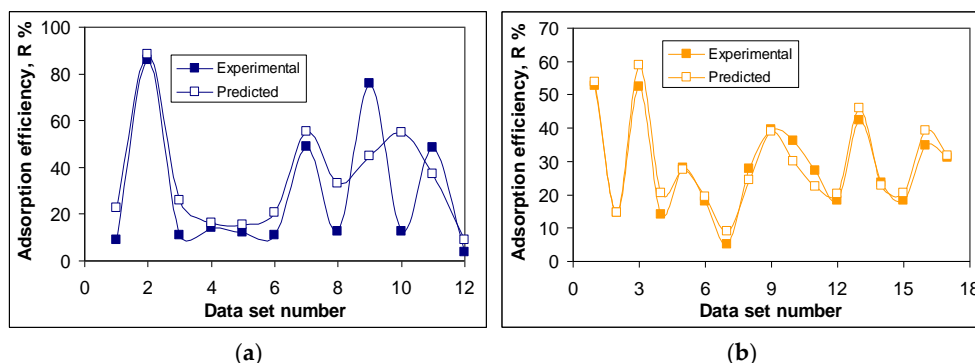 Adsorption efficiency, R %
100
80
60
40
20
0
Experimental
Predicted
0 2 4 6 8 10 12
Data set number
(a)
Adsorption efficiency, R %
70
60
50
40
30
20
10
0
Experimental
Predicted
0 3 6 9 12 15 18
Data set number
(b)